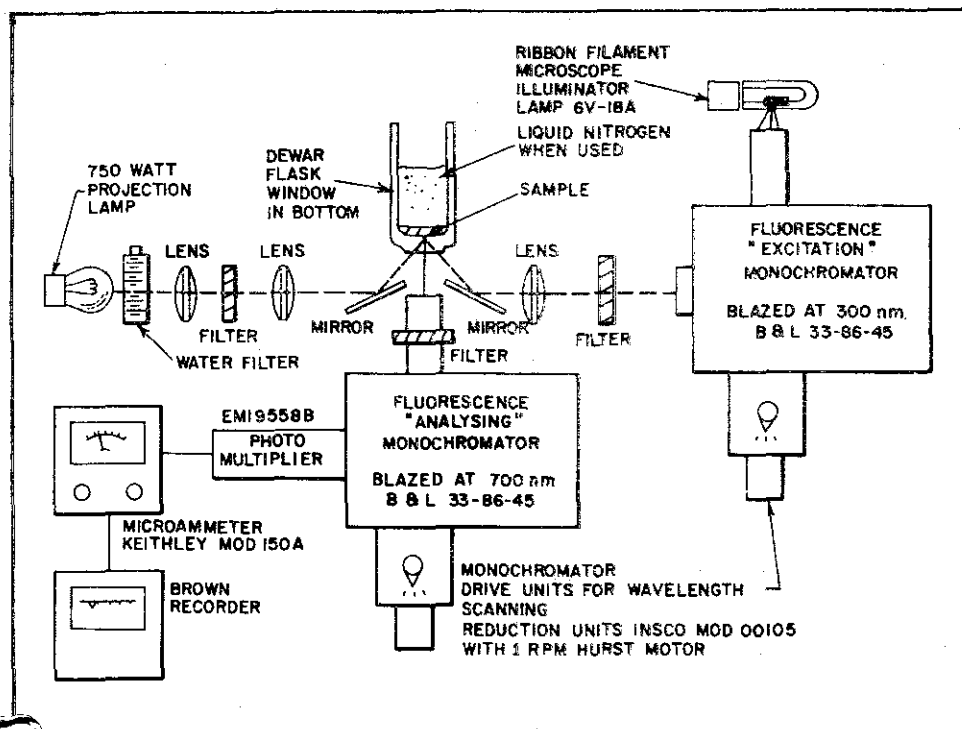 RIBBON FILAMENT
MICROSCOPE
ILLUMINATOR
LAMP 6V-18A
LIQUID NITROGEN
WHEN USED
DEWAR
FLASK
WINDOW
IN BOTTOM
SAMPLE
750 WATT
PROJECTION
LAMP
LENS
LENS
LENS
FILTER
WATER FILTER
MIRROR
MIRROR
FILTER
FILTER
FLUORESCENCE
"EXCITATION"
MONOCHROMATOR
BLAZED AT 300 nm.
B & L 33-86-45
FLUORESCENCE
"ANALYSING"
MONOCHROMATOR
BLAZED AT 700 nm
B & L 33-86-45
EMI9558B
PHOTO
MULTIPLIER
MICROAMMETER
KEITHLEY MOD 150A
BROWN
RECORDER
MONOCHROMATOR
DRIVE UNITS FOR WAVELENGTH
SCANNING
REDUCTION UNITS INSCO MOD 00105
WITH 1 RPM HURST MOTOR